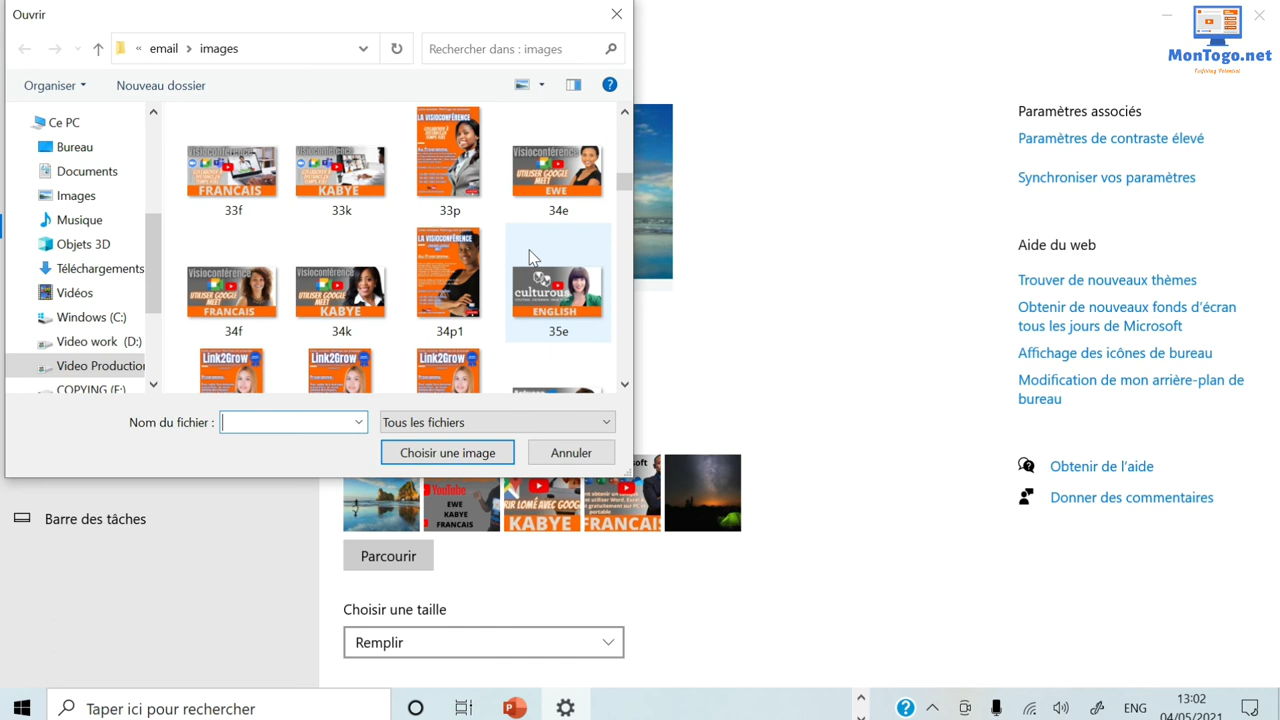 Ouvrir
MonTogo.net
email
images
Rechercher dans : images
Organiser
Nouveau dossier
Ce PC
Bureau
Documents
Images
Musique
Objets 3D
Téléchargements
Vidéos
Windows (C:)
Video work (D:)
Video Production
COPYING (F:)
Visioconférence
FRANCAIS
33f
Visioconférence
KABYE
33k
LA VISIOCONFÉRENCE
33p
Visioconférence
UTILISER GOOGLE
MEET
EWE
34e
Visioconférence
UTILISER GOOGLE
MEET
FRANCAIS
34f
Visioconférence
UTILISER GOOGLE
MEET
KABYE
34k
LA VISIOCONFÉRENCE
34p1
culturous
ENGLISH
35e
Link2Grow
Link2Grow
Link2Grow
Nom du fichier :
Tous les fichiers
Choisir une image
Annuler
Barre des tâches
YouTube
EWE
KABYE
FRANCAIS
KABYE
FRANCAIS
Parcourir
Choisir une taille
Remplir
Paramètres associés
Paramètres de contraste élevé
Synchroniser vos paramètres
Aide du web
Trouver de nouveaux thèmes
Obtenir de nouveaux fonds d'écran
tous les jours de Microsoft
Affichage des icônes de bureau
Modification de mon arrière-plan de
bureau
Obtenir de l'aide
Donner des commentaires
Taper ici pour rechercher
ENG
13:02
04/05/2021